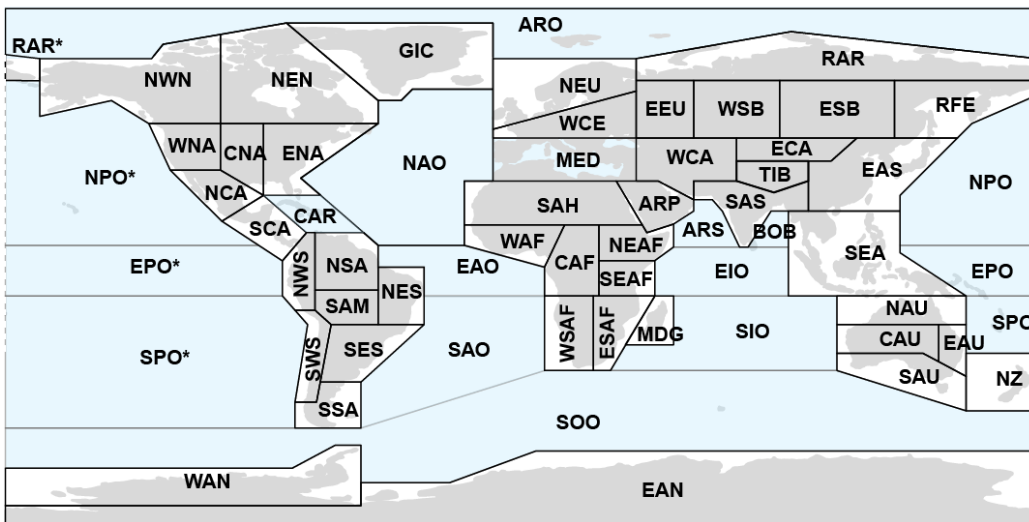 ARO
RAR*
GIC
RAR
NWN
NEN
NEU
EEU
WSB
ESB
RFE
WCE
WNA
CNA
ENA
NAO
MED
WCA
ECA
EAS
TIB
NPO*
NCA
NPO
SAH
ARP
SAS
CAR
SCA
WAF
NEAF
ARS
BOB
SEA
EPO*
NWS
NSA
EAO
CAF
EIO
EPO
SEAF
NES
SAM
NAU
SPO*
SWS
SES
SAO
WSAF
ESAF
MDG
SIO
CAU
EAU
SPO
SAU
NZ
SSA
SOO
WAN
EAN